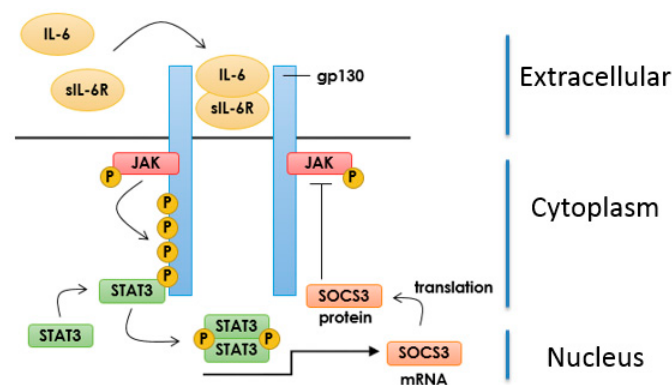 IL-6
sIL-6R
IL-6
sIL-6R
gp130
Extracellular
JAK
P
JAK
P
P
P
P
P
Cytoplasm
STAT3
SOCS3
protein
translation
STAT3
STAT3
P
P
STAT3
SOCS3
mRNA
Nucleus